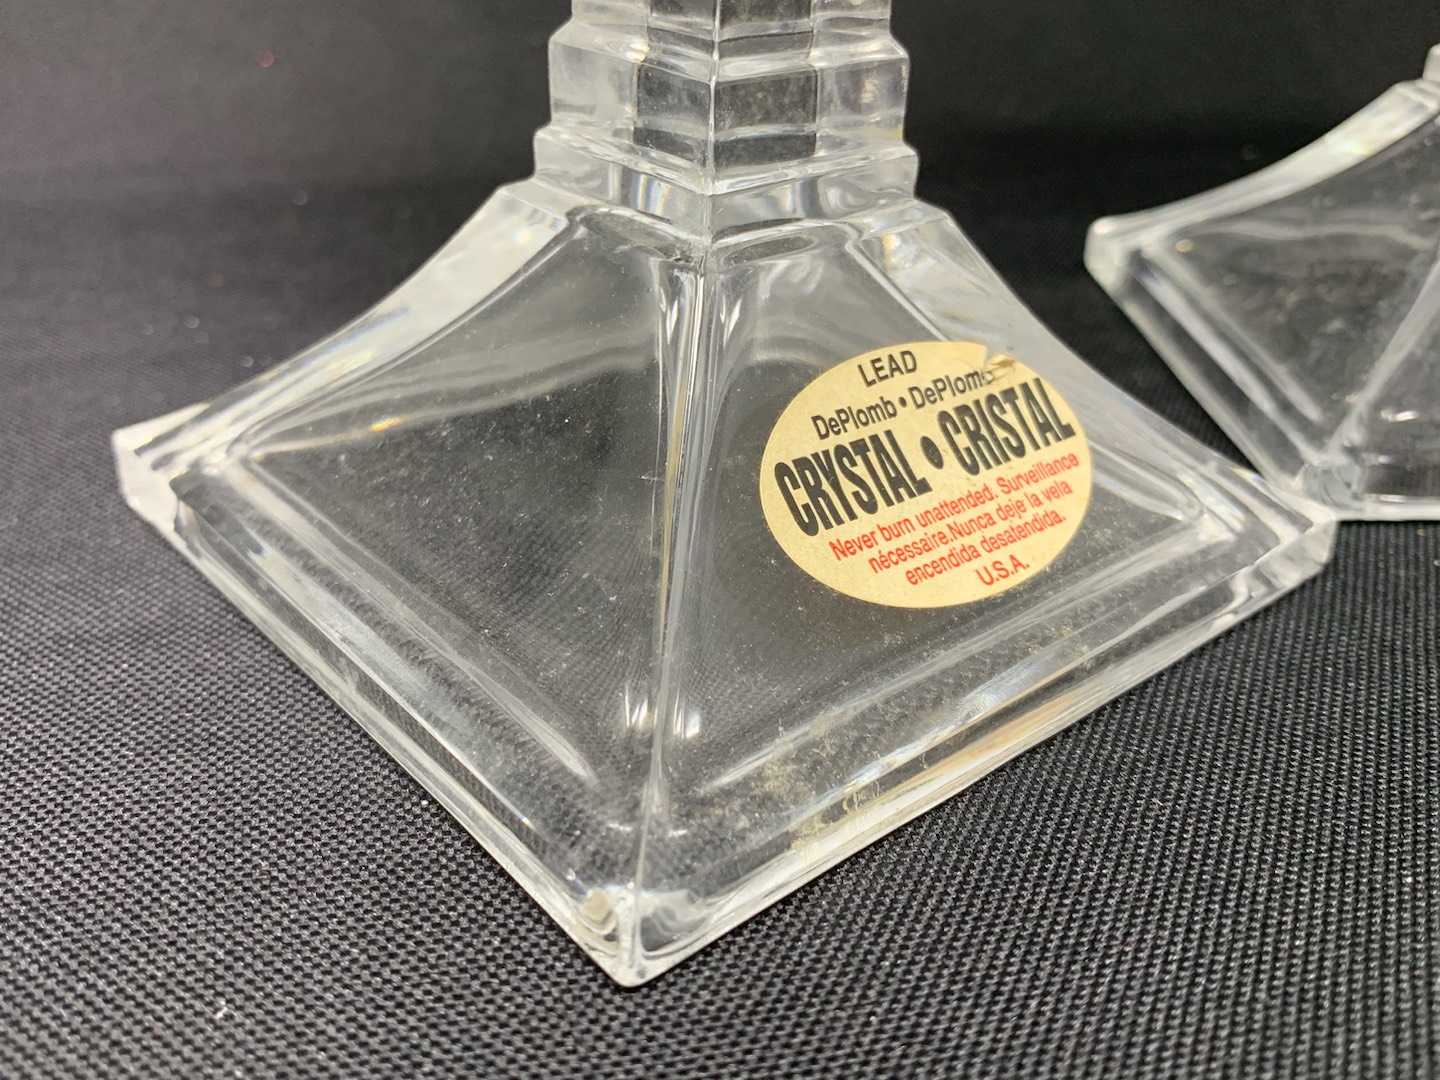 LEAD
DePlomb • DePlomo
CRYSTAL • CRISTAL
Never burn unattended. Surveillance
nécessaire.Nunca deje la vela
encendida desatendida.
U.S.A.